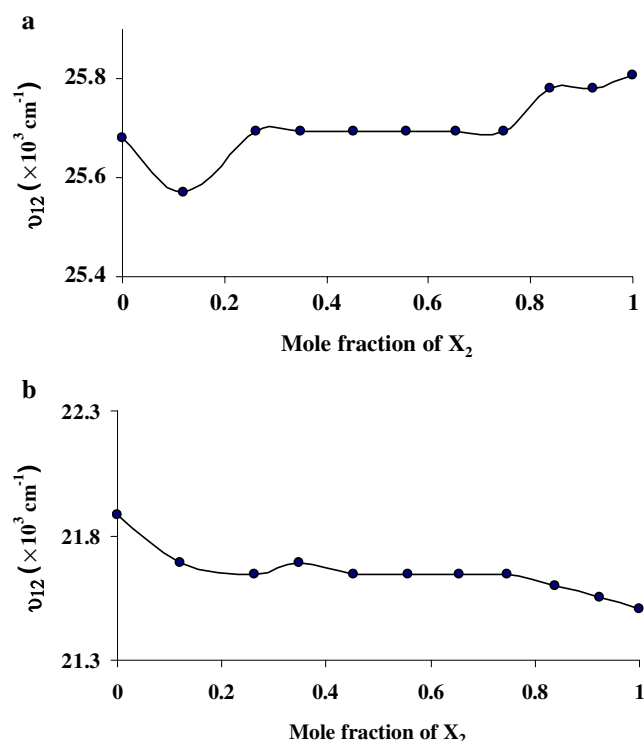 a
25.8
25.6
25.4
υ12 (×10³ cm⁻¹)
0 0.2 0.4 0.6 0.8 1
Mole fraction of X₂
b
22.3
21.8
21.3
υ12 (×10³ cm⁻¹)
0 0.2 0.4 0.6 0.8 1
Mole fraction of X₂